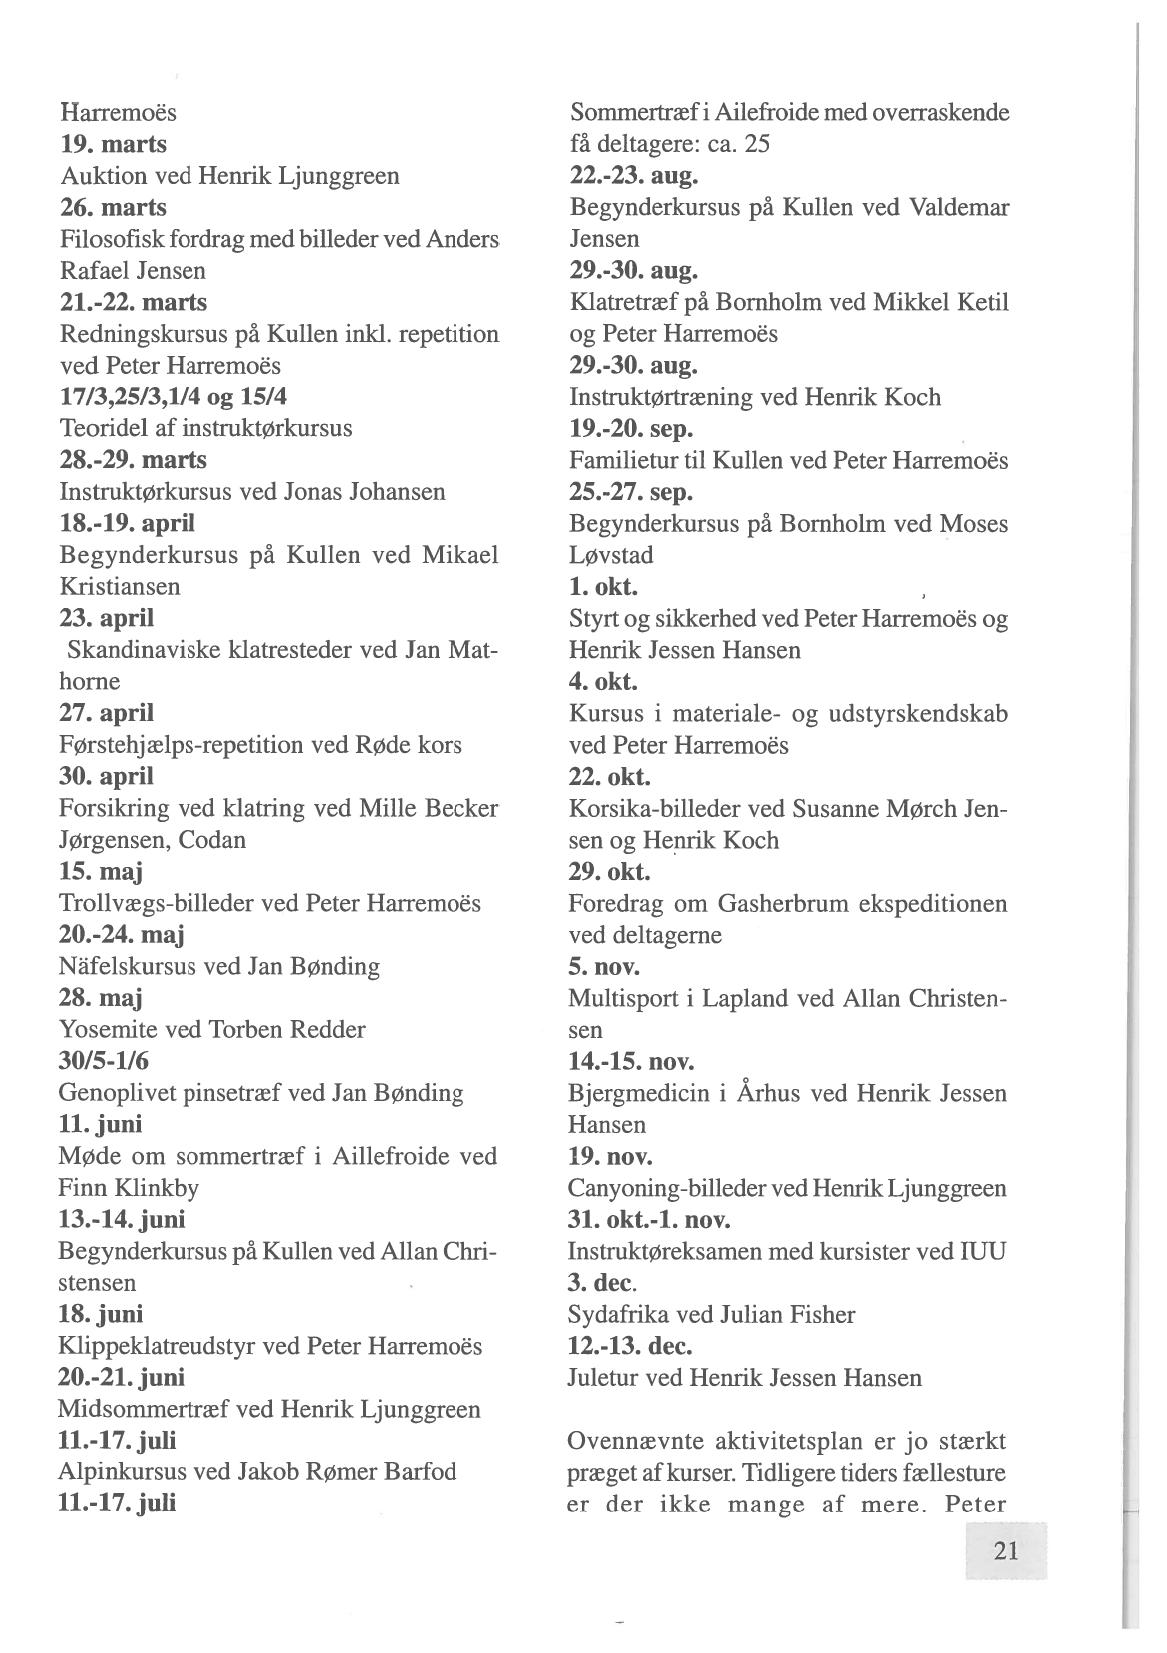 Harremoës
19. marts
Auktion ved Henrik Ljunggreen
26. marts
Filosofisk fordrag med billeder ved Anders
Rafael Jensen
21.-22. marts
Redningskursus på Kullen inkl. repetition
ved Peter Harremoës
17/3,25/3,1/4 og 15/4
Teoridel af instruktørkursus
28.-29. marts
Instruktørkursus ved Jonas Johansen
18.-19. april
Begynderkursus på Kullen ved Mikael
Kristiansen
23. april
Skandinaviske klatresteder ved Jan Mat-
horne
27. april
Førstehjælps-repetition ved Røde kors
30. april
Forsikring ved klatring ved Mille Becker
Jørgensen, Codan
15. maj
Trollvægs-billeder ved Peter Harremoës
20.-24. maj
Näfelskursus ved Jan Bønding
28. maj
Yosemite ved Torben Redder
30/5-1/6
Genoplivet pinsetræf ved Jan Bønding
11. juni
Møde om sommertræf i Aillefroide ved
Finn Klinkby
13.-14. juni
Begynderkursus på Kullen ved Allan Chri-
stensen
18. juni
Klippeklatreudstyr ved Peter Harremoës
20.-21. juni
Midsommertræf ved Henrik Ljunggreen
11.-17. juli
Alpinkursus ved Jakob Rømer Barfod
11.-17. juli
Sommertræf i Ailefroide med overraskende
få deltagere: ca. 25
22.-23. aug.
Begynderkursus på Kullen ved Valdemar
Jensen
29.-30. aug.
Klatretræf på Bornholm ved Mikkel Ketil
og Peter Harremoës
29.-30. aug.
Instruktørtræning ved Henrik Koch
19.-20. sep.
Familietur til Kullen ved Peter Harremoës
25.-27. sep.
Begynderkursus på Bornholm ved Moses
Løvstad
1. okt.
Styrt og sikkerhed ved Peter Harremoës og
Henrik Jessen Hansen
4. okt.
Kursus i materiale- og udstyrskendskab
ved Peter Harremoës
22. okt.
Korsika-billeder ved Susanne Mørch Jen-
sen og Henrik Koch
29. okt.
Foredrag om Gasherbrum ekspeditionen
ved deltagerne
5. nov.
Multisport i Lapland ved Allan Christen-
sen
14.-15. nov.
Bjergmedicin i Århus ved Henrik Jessen
Hansen
19. nov.
Canyoning-billeder ved Henrik Ljunggreen
31. okt.-1. nov.
Instruktøreksamen med kursister ved IUU
3. dec.
Sydafrika ved Julian Fisher
12.-13. dec.
Juletur ved Henrik Jessen Hansen
Ovennævnte aktivitetsplan er jo stærkt
præget af kurser. Tidligere tiders fællesture
er der ikke mange af mere. Peter
21